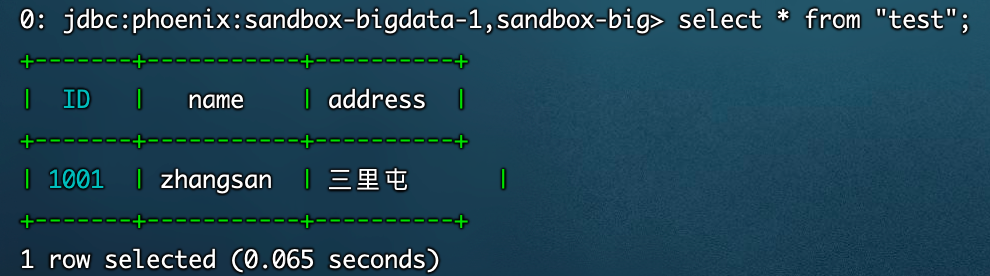 0: jdbc:phoenix:sandbox-bigdata-1,sandbox-big> select * from "test";
+-------+-----------+----------+
|  ID   |   name    | address  |
+-------+-----------+----------+
| 1001  | zhangsan  | 三里屯      |
+-------+-----------+----------+
1 row selected (0.065 seconds)